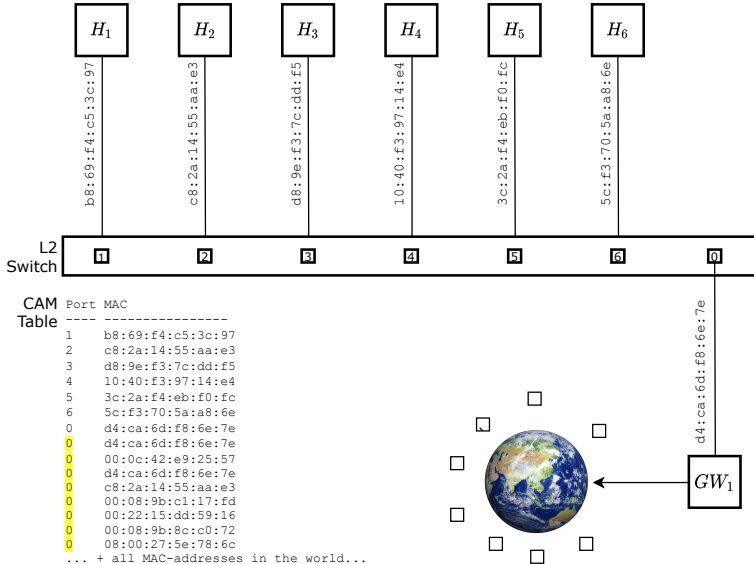 H1
H2
H3
H4
H5
H6
b8:69:f4:c5:3c:97
c8:2a:14:55:aa:e3
d8:9e:f3:7c:dd:f5
10:40:f3:97:14:e4
3c:2a:f4:eb:f0:fc
5c:f3:70:5a:a8:6e
L2
Switch
1
2
3
4
5
6
0
CAM
Table
Port MAC
---- ----------------
1 b8:69:f4:c5:3c:97
2 c8:2a:14:55:aa:e3
3 d8:9e:f3:7c:dd:f5
4 10:40:f3:97:14:e4
5 3c:2a:f4:eb:f0:fc
6 5c:f3:70:5a:a8:6e
0 d4:ca:6d:f8:6e:7e
0 d4:ca:6d:f8:6e:7e
0 00:0c:42:e9:25:57
0 d4:ca:6d:f8:6e:7e
0 c8:2a:14:55:aa:e3
0 00:08:9b:c1:17:fd
0 00:22:15:dd:59:16
0 00:08:9b:8c:c0:72
0 08:00:27:5e:78:6c
... + all MAC-addresses in the world...
d4:ca:6d:f8:6e:7e
GW1